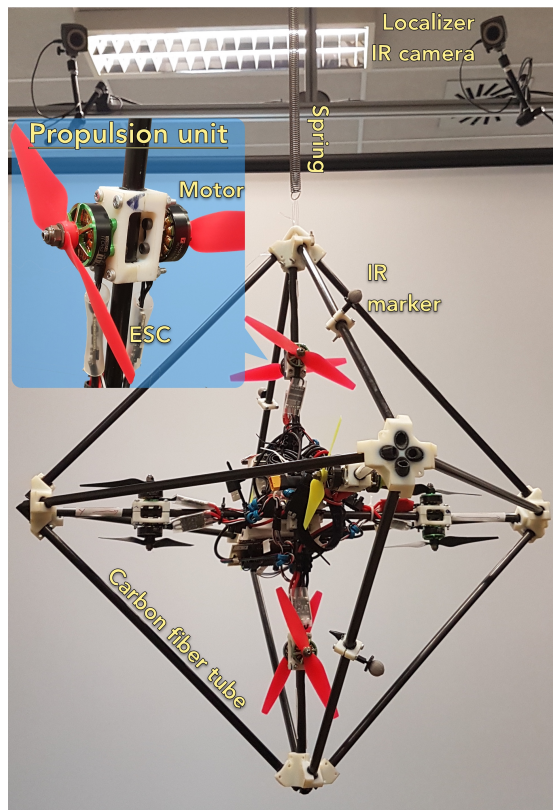 Localizer
IR camera
Spring
Propulsion unit
Motor
IR
marker
ESC
Carbon fiber tube